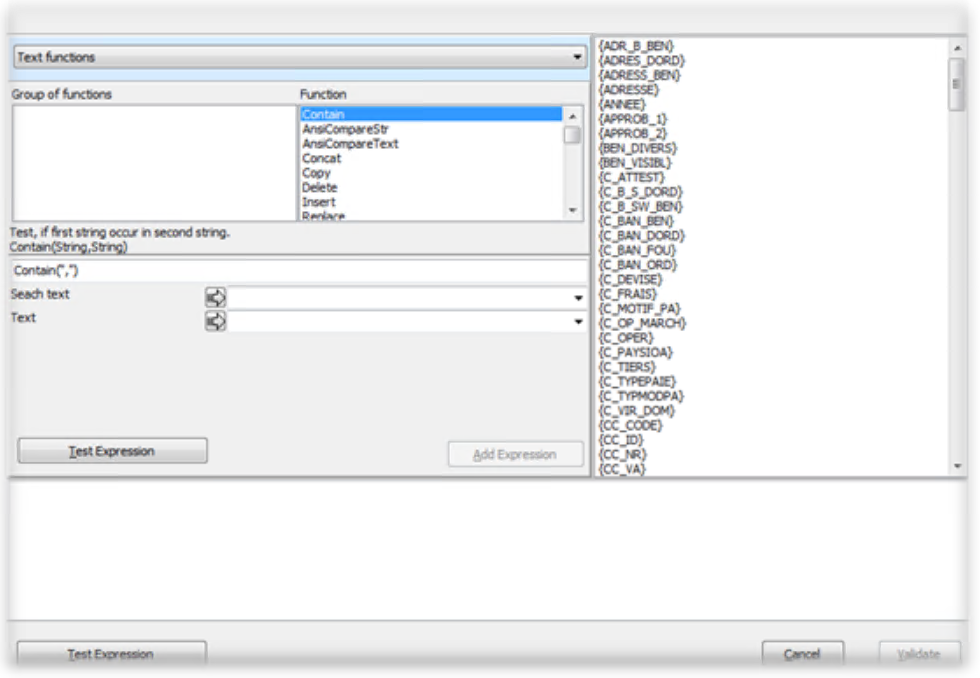 Text functions
Group of functions
Function
Contain
AnsiCompareStr
AnsiCompareText
Concat
Copy
Delete
Insert
Replace
Test, if first string occur in second string.
Contain(String,String)
Contain(",")
Seach text
Text
Test Expression
Add Expression
{ADR_B_BEN}
{ADRES_DORD}
{ADRESS_BEN}
{ADRESSE}
{ANNEE}
{APPROB_1}
{APPROB_2}
{BEN_DIVERS}
{BEN_VISIBL}
{C_ATTEST}
{C_B_S_DORD}
{C_B_SW_BEN}
{C_BAN_BEN}
{C_BAN_DORD}
{C_BAN_FOU}
{C_BAN_ORD}
{C_DEVISE}
{C_FRAIS}
{C_MOTIF_PA}
{C_OP_MARCH}
{C_OPER}
{C_PAYSIOA}
{C_TIERS}
{C_TYPEPAIE}
{C_TYPMODPA}
{C_VIR_DOM}
{CC_CODE}
{CC_ID}
{CC_NR}
{CC_VA}
Test Expression
Cancel
Validate